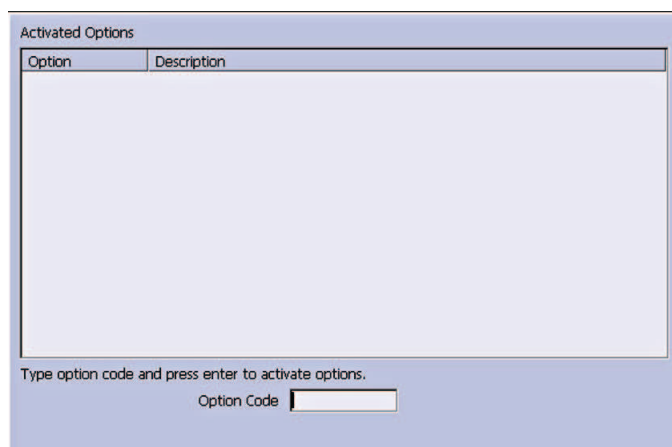 Activated Options
Option Description
Type option code and press enter to activate options.
Option Code